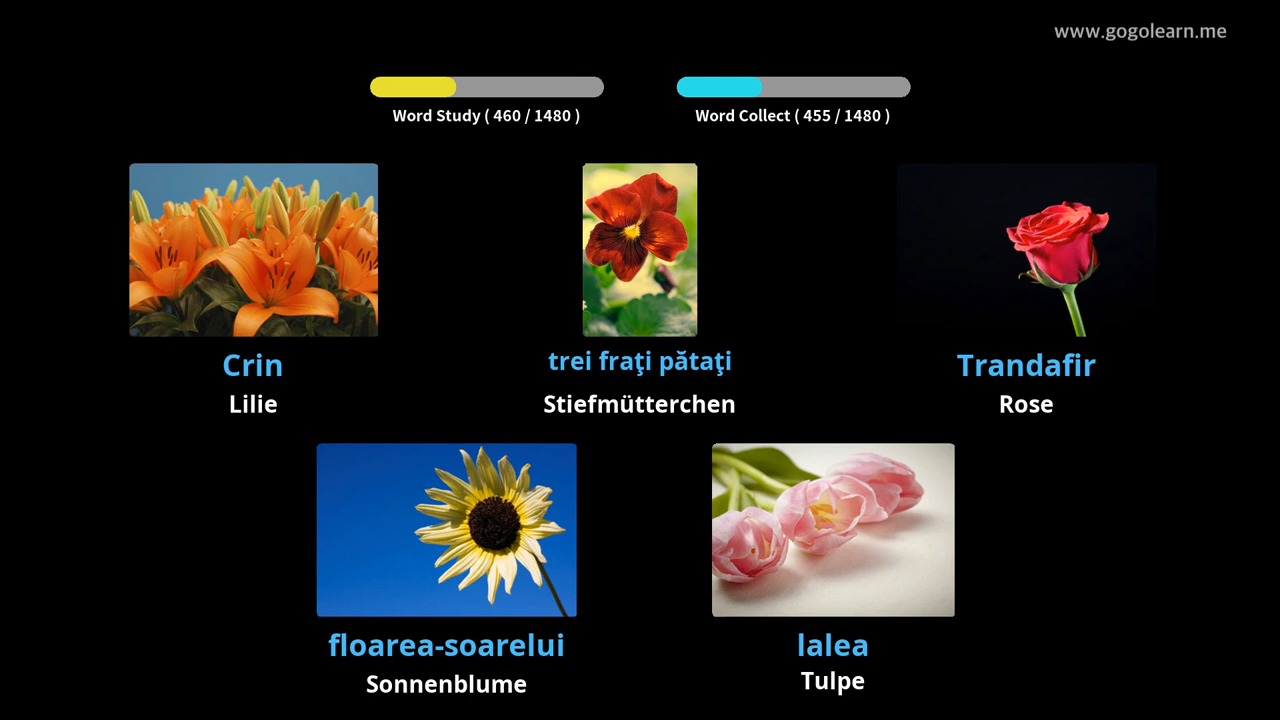 www.gogolearn.me
Word Study ( 460 / 1480 )
Word Collect ( 455 / 1480 )
Crin
Lilie
trei fraţi pătaţi
Stiefmütterchen
Trandafir
Rose
floarea-soarelui
Sonnenblume
lalea
Tulpe